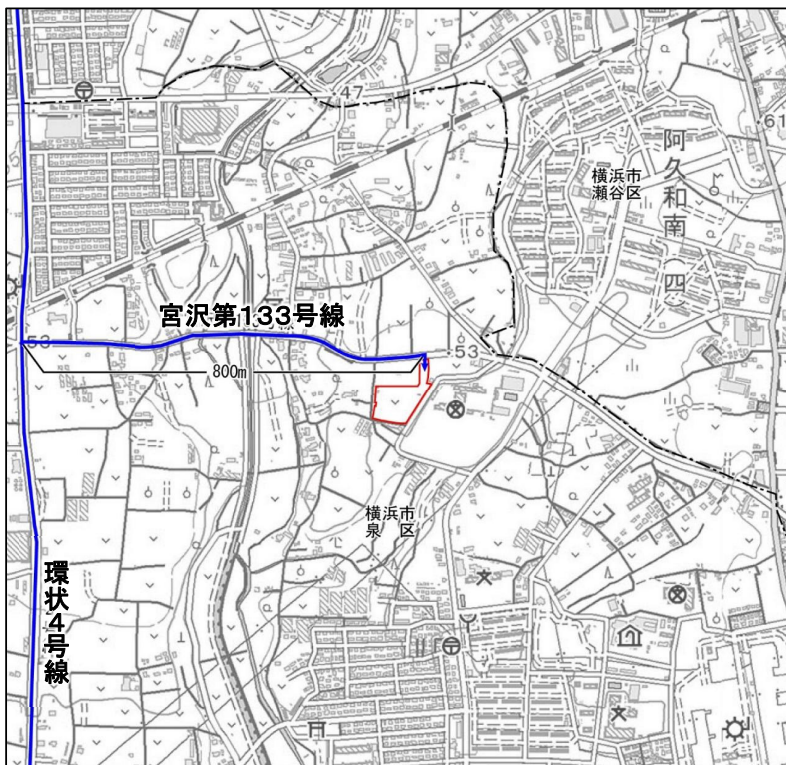 47
61
阿久和南四
横浜市
瀬谷区
宮沢第133号線
53
53
800m
横浜市
泉 区
環状4号線